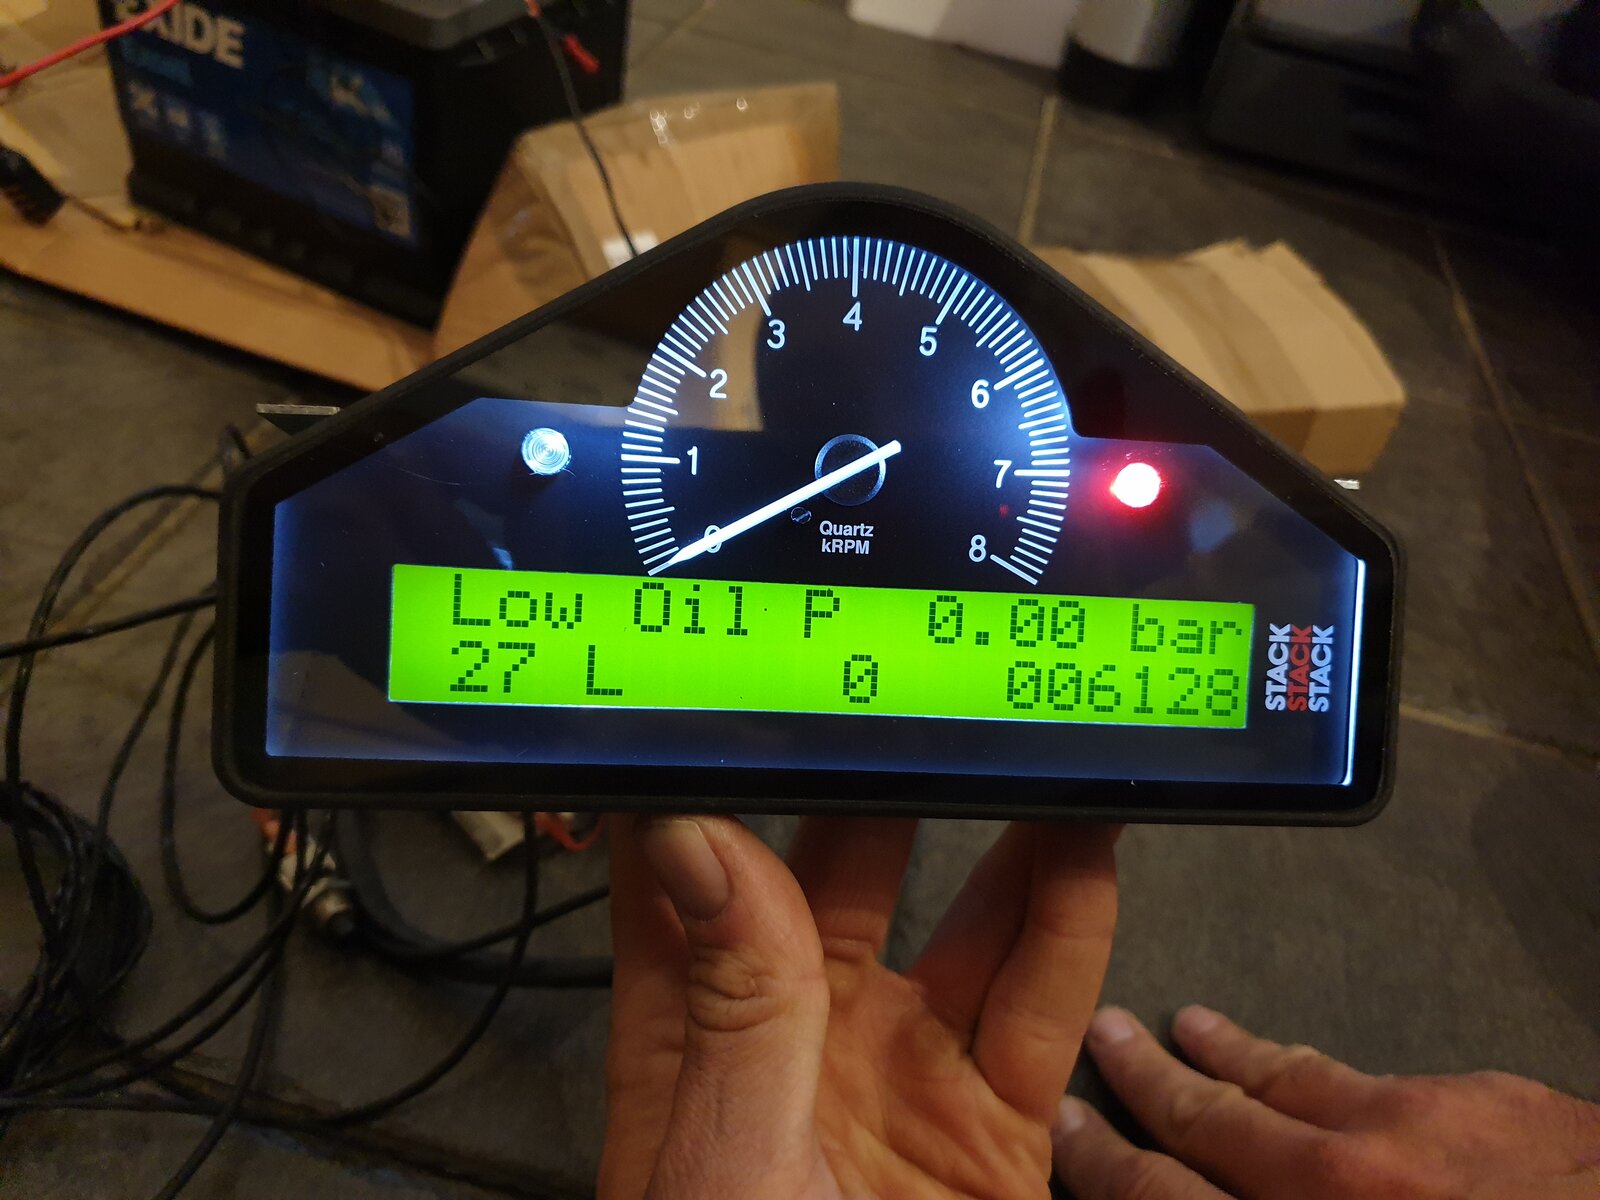 XIDE
4
3
5
2
6
1
7
0
8
Quartz
kRPM
Low Oil P 0.00 bar
27 L 0 006128
STACK
STACK
STACK